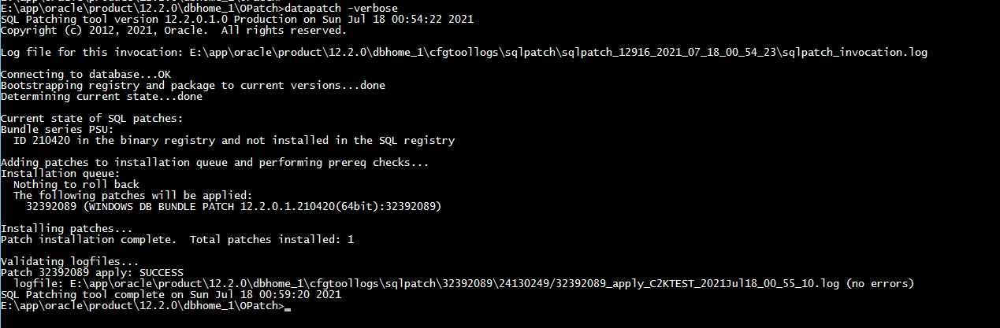 E:\app\oracle\product\12.2.0\dbhome_1\OPatch>datapatch -verbose
SQL Patching tool version 12.2.0.1.0 Production on Sun Jul 18 00:54:22 2021
Copyright (c) 2012, 2021, Oracle.  All rights reserved.

Log file for this invocation: E:\app\oracle\product\12.2.0\dbhome_1\cfgtoollogs\sqlpatch\sqlpatch_12916_2021_07_18_00_54_23\sqlpatch_invocation.log

Connecting to database...OK
Bootstrapping registry and package to current versions...done
Determining current state...done

Current state of SQL patches:
Bundle series PSU:
  ID 210420 in the binary registry and not installed in the SQL registry

Adding patches to installation queue and performing prereq checks...
Installation queue:
  Nothing to roll back
  The following patches will be applied:
    32392089 (WINDOWS DB BUNDLE PATCH 12.2.0.1.210420(64bit):32392089)

Installing patches...
Patch installation complete.  Total patches installed: 1

Validating logfiles...
Patch 32392089 apply: SUCCESS
  logfile: E:\app\oracle\product\12.2.0\dbhome_1\cfgtoollogs\sqlpatch\32392089\24130249/32392089_apply_C2KTEST_2021Jul18_00_55_10.log (no errors)
SQL Patching tool complete on Sun Jul 18 00:59:20 2021
E:\app\oracle\product\12.2.0\dbhome_1\OPatch>